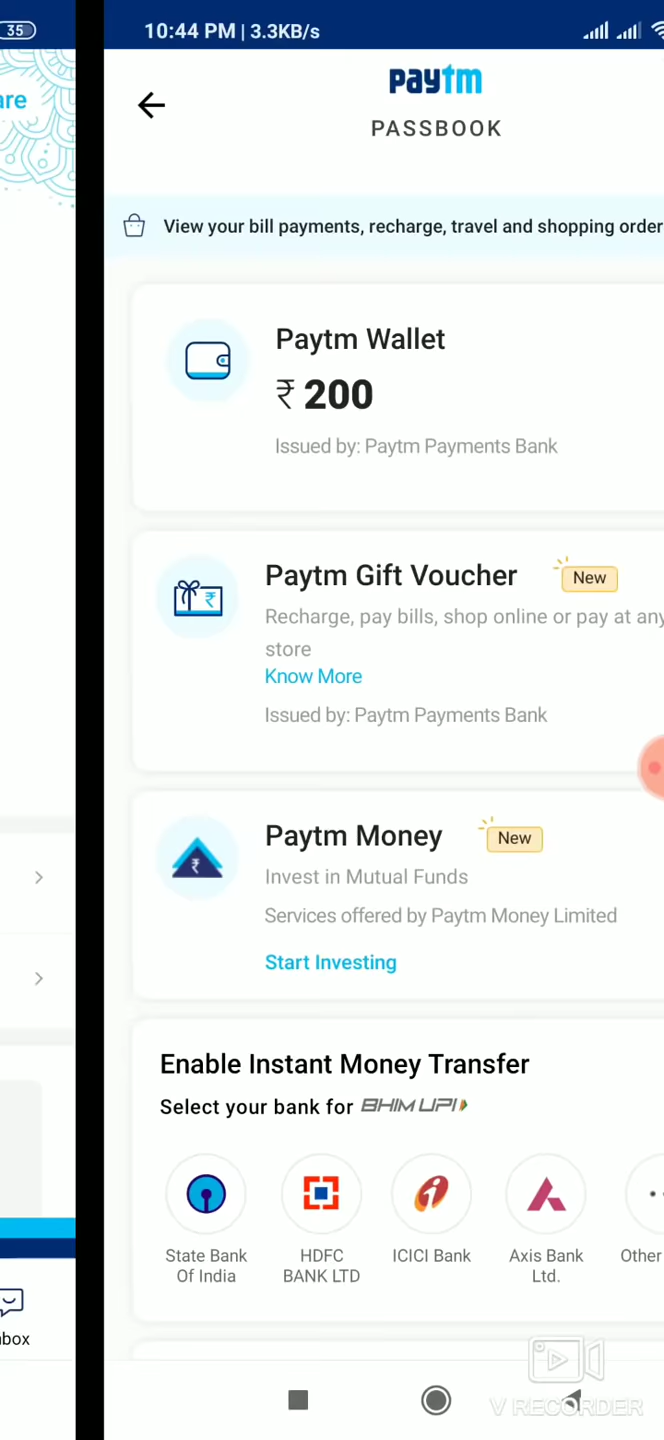 35
10:44 PM | 3.3KB/s
are
paytm
PASSBOOK
View your bill payments, recharge, travel and shopping order
Paytm Wallet
₹ 200
Issued by: Paytm Payments Bank
Paytm Gift Voucher
New
Recharge, pay bills, shop online or pay at any
store
Know More
Issued by: Paytm Payments Bank
Paytm Money
New
Invest in Mutual Funds
Services offered by Paytm Money Limited
Start Investing
Enable Instant Money Transfer
Select your bank for BHIM UPI
State Bank
Of India
HDFC
BANK LTD
ICICI Bank
Axis Bank
Ltd.
Other
nbox
V RECORDER